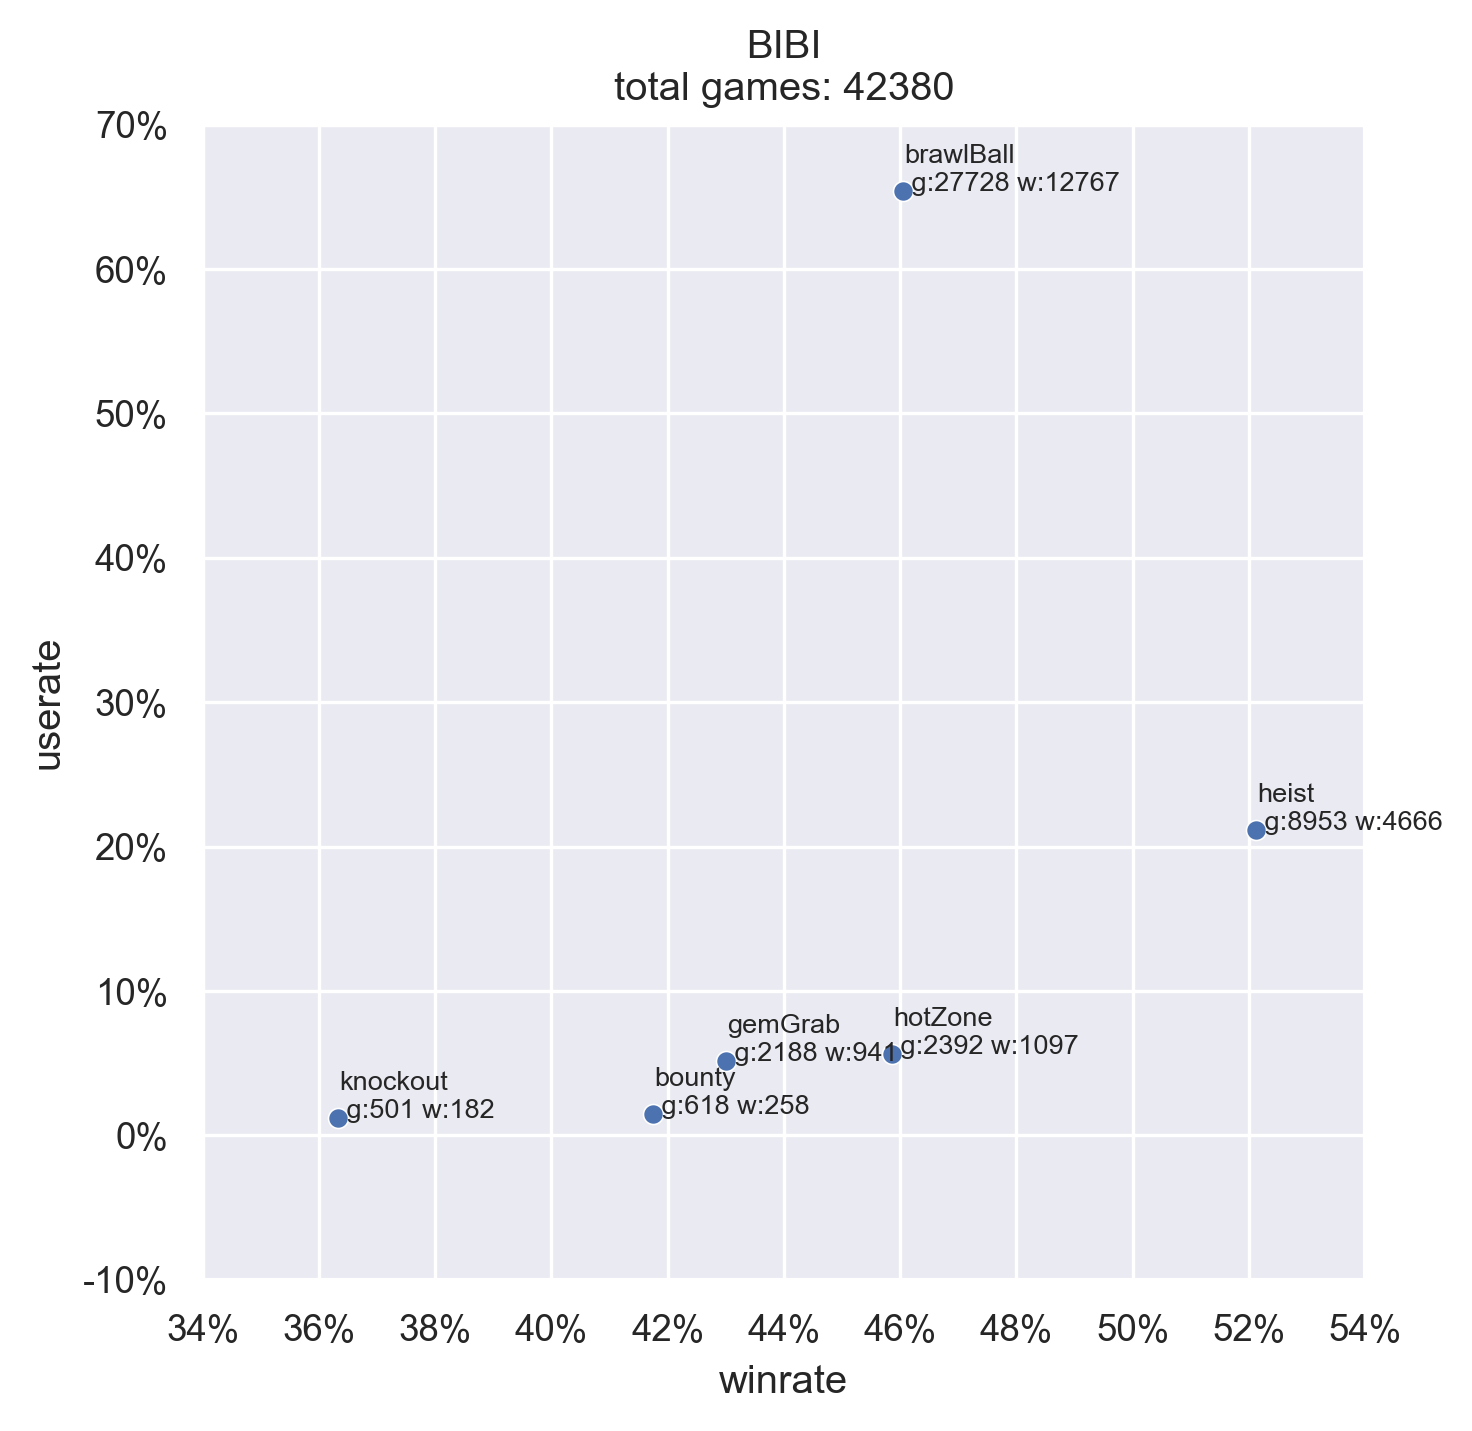 BIBI
total games: 42380
70%
60%
50%
40%
30%
20%
10%
0%
-10%
userate
brawlBall
g:27728 w:12767
heist
g:8953 w:4666
gemGrab
g:2188 w:941
hotZone
g:2392 w:1097
bounty
g:618 w:258
knockout
g:501 w:182
34% 36% 38% 40% 42% 44% 46% 48% 50% 52% 54%
winrate